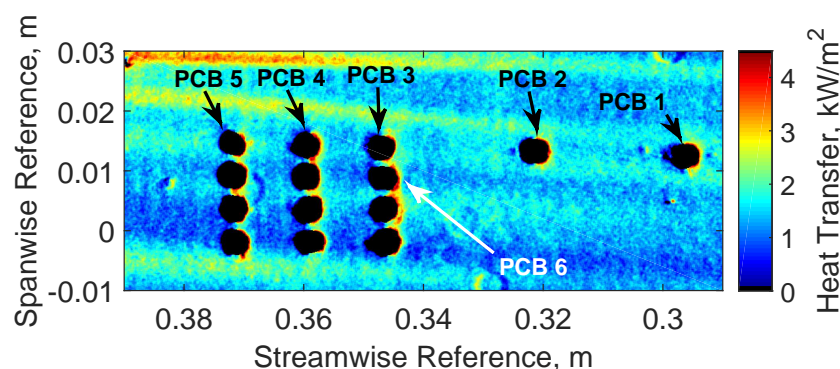 0.03
0.02
0.01
0
-0.01
Spanwise Reference, m
PCB 5
PCB 4
PCB 3
PCB 2
PCB 1
PCB 6
0.38
0.36
0.34
0.32
0.3
Streamwise Reference, m
4
3
2
1
0
Heat Transfer, kW/m²